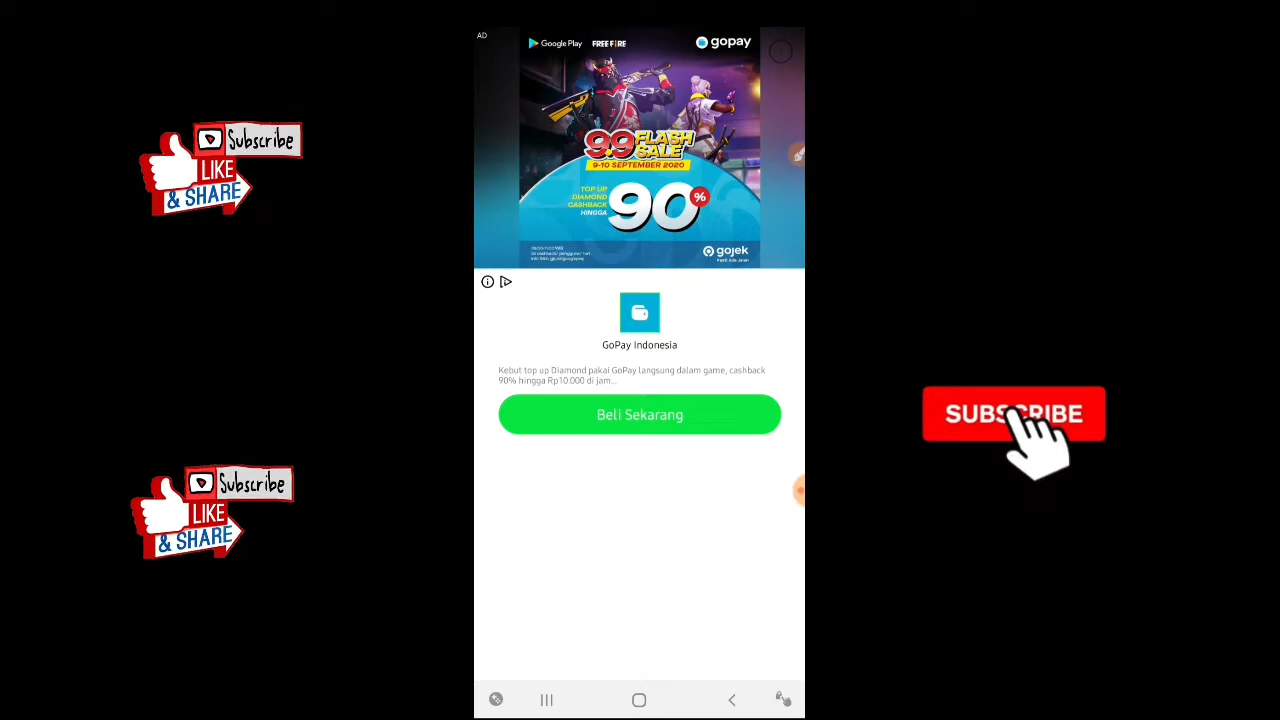 AD
Google Play
FREE FIRE
gopay
9.9 FLASH SALE
9-10 SEPTEMBER 2020
TOP UP
DIAMOND
CASHBACK
HINGGA
90%
gojek
GoPay Indonesia
Kebut top up Diamond pakai GoPay langsung dalam game, cashback
90% hingga Rp10.000 di jam...
Beli Sekarang
Subscribe
LIKE
& SHARE
Subscribe
LIKE
& SHARE
SUBSCRIBE